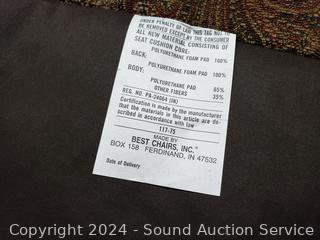 UNDER PENALTY OF LAW THIS TAG NOT TO
BE REMOVED EXCEPT BY THE CONSUMER
ALL NEW MATERIAL CONSISTING OF
SEAT CUSHION CORE:
POLYURETHANE FOAM PAD 100%
BACK:
POLYURETHANE FOAM PAD 100%
BODY:
POLYURETHANE PAD 65%
OTHER FIBERS 35%
REG. NO. PA-24064 (IN)
Certification is made by the manufacturer
that the materials in this article are de-
scribed in accordance with law
117-75
MADE BY
BEST CHAIRS, INC.®
BOX 158 FERDINAND, IN 47532
Date of Delivery
Copyright © 2024 - Sound Auction Service